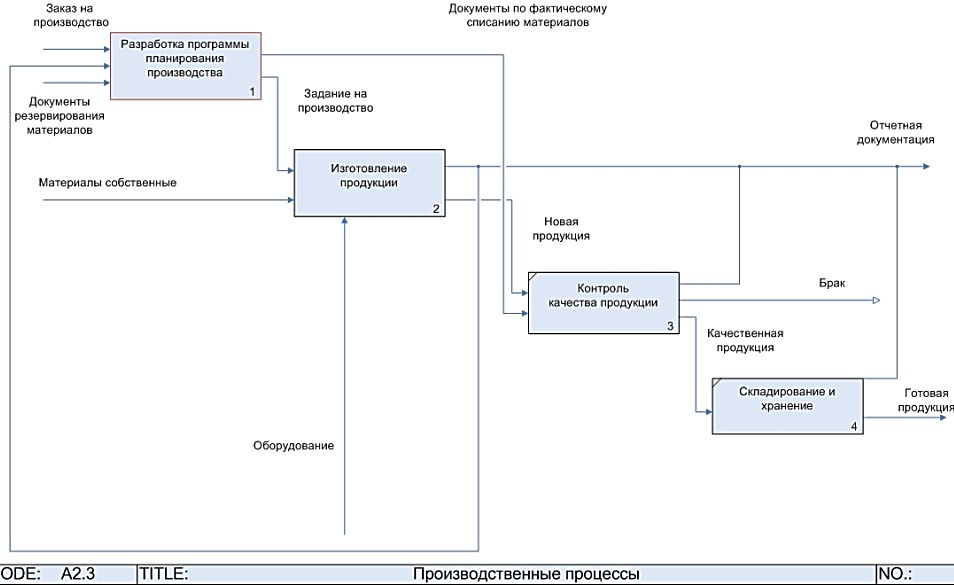 Заказ на
производство
Документы по фактическому
списанию материалов
Разработка программы
планирования
производства
1
Документы
резервирования
материалов
Задание на
производство
Отчетная
документация
Материалы собственные
Изготовление
продукции
2
Новая
продукция
Контроль
качества продукции
3
Брак
Качественная
продукция
Складирование и
хранение
4
Готовая
продукция
Оборудование
ODE: A2.3 TITLE: Производственные процессы NO.: